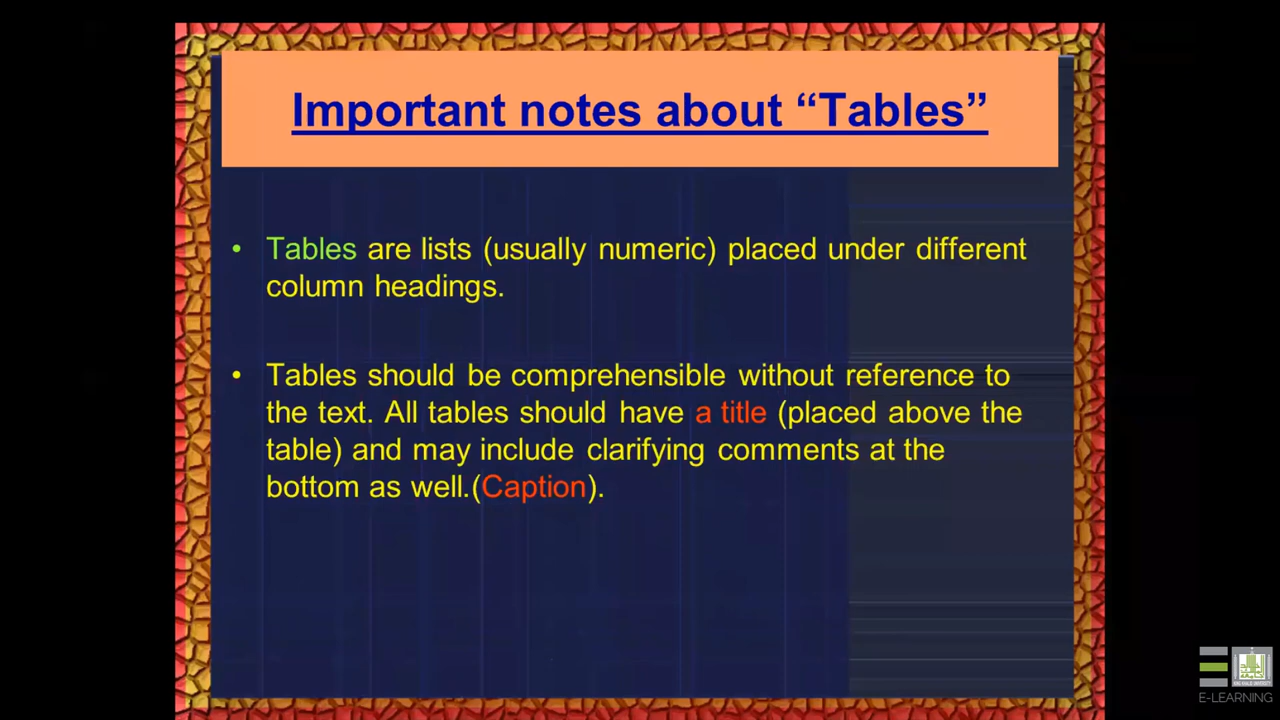 Important notes about “Tables”
• Tables are lists (usually numeric) placed under different
column headings.
• Tables should be comprehensible without reference to
the text. All tables should have a title (placed above the
table) and may include clarifying comments at the
bottom as well.(Caption).
E-LEARNING